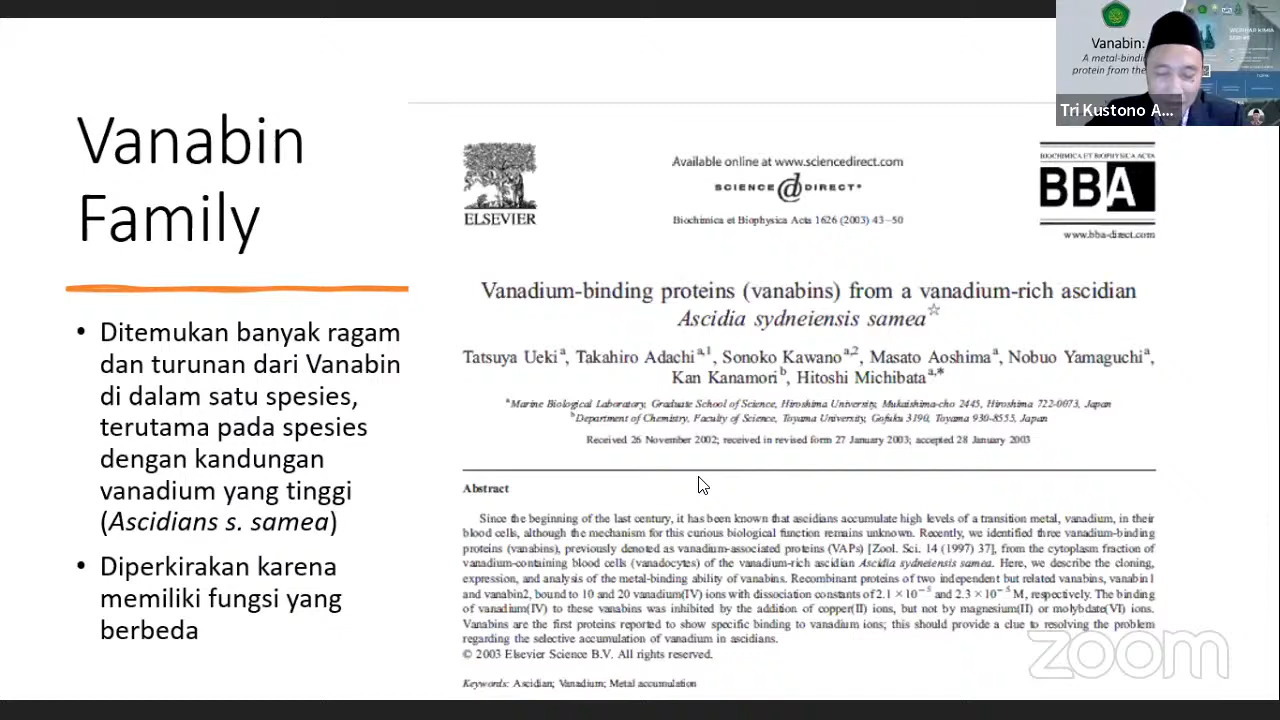 Vanabin
Family
• Ditemukan banyak ragam
dan turunan dari Vanabin
di dalam satu spesies,
terutama pada spesies
dengan kandungan
vanadium yang tinggi
(Ascidians s. samea)
• Diperkirakan karena
memiliki fungsi yang
berbeda
ELSEVIER
Available online at www.sciencedirect.com
SCIENCE @ DIRECT®
Biochimica et Biophysica Acta 1626 (2003) 43–50
BIOCHIMICA ET BIOPHYSICA ACTA
BBA
www.bba-direct.com
Vanadium-binding proteins (vanabins) from a vanadium-rich ascidian
Ascidia sydneiensis samea☆
Tatsuya Ueki a, Takahiro Adachi a,1, Sonoko Kawano a,2, Masato Aoshima a, Nobuo Yamaguchi a,
Kan Kanamori b, Hitoshi Michibata a,*
a Marine Biological Laboratory, Graduate School of Science, Hiroshima University, Mukaishima-cho 2445, Hiroshima 722-0073, Japan
b Department of Chemistry, Faculty of Science, Toyama University, Gofuku 3190, Toyama 930-8555, Japan
Received 26 November 2002; received in revised form 27 January 2003; accepted 28 January 2003
Abstract
Since the beginning of the last century, it has been known that ascidians accumulate high levels of a transition metal, vanadium, in their
blood cells, although the mechanism for this curious biological function remains unknown. Recently, we identified three vanadium-binding
proteins (vanabins), previously denoted as vanadium-associated proteins (VAPs) [Zool. Sci. 14 (1997) 37], from the cytoplasm fraction of
vanadium-containing blood cells (vanadocytes) of the vanadium-rich ascidian Ascidia sydneiensis samea. Here, we describe the cloning,
expression, and analysis of the metal-binding ability of vanabins. Recombinant proteins of two independent but related vanabins, vanabin1
and vanabin2, bound to 10 and 20 vanadium(IV) ions with dissociation constants of 2.1 × 10⁻⁵ and 2.3 × 10⁻⁵ M, respectively. The binding
of vanadium(IV) to these vanabins was inhibited by the addition of copper(II) ions, but not by magnesium(II) or molybdate(VI) ions.
Vanabins are the first proteins reported to show specific binding to vanadium ions; this should provide a clue to resolving the problem
regarding the selective accumulation of vanadium in ascidians.
© 2003 Elsevier Science B.V. All rights reserved.
Keywords: Ascidian; Vanadium; Metal accumulation
Vanabin:
A metal-bindi
protein from the
Tri Kustono A...
zoom